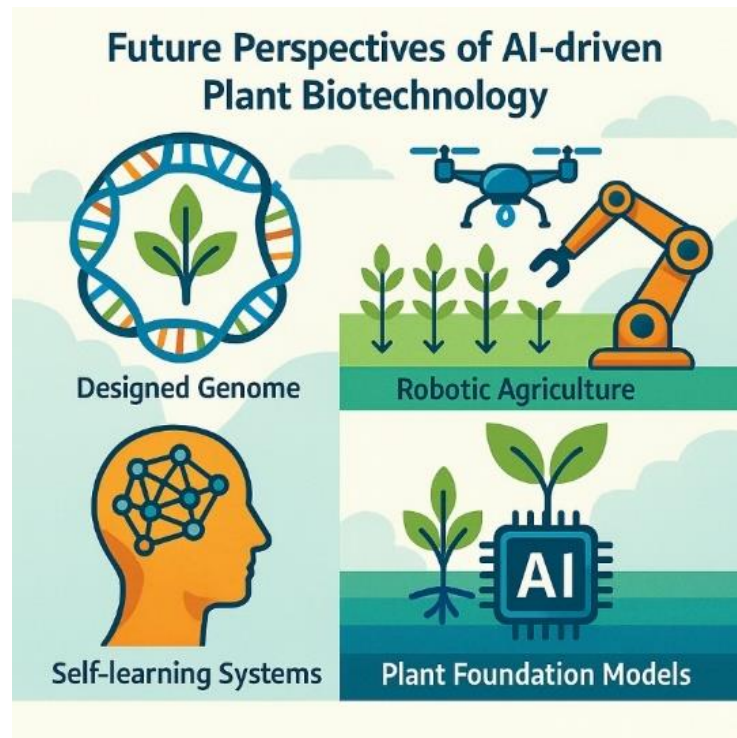 Future Perspectives of AI-driven
Plant Biotechnology
Designed Genome
Robotic Agriculture
AI
Self-learning Systems
Plant Foundation Models